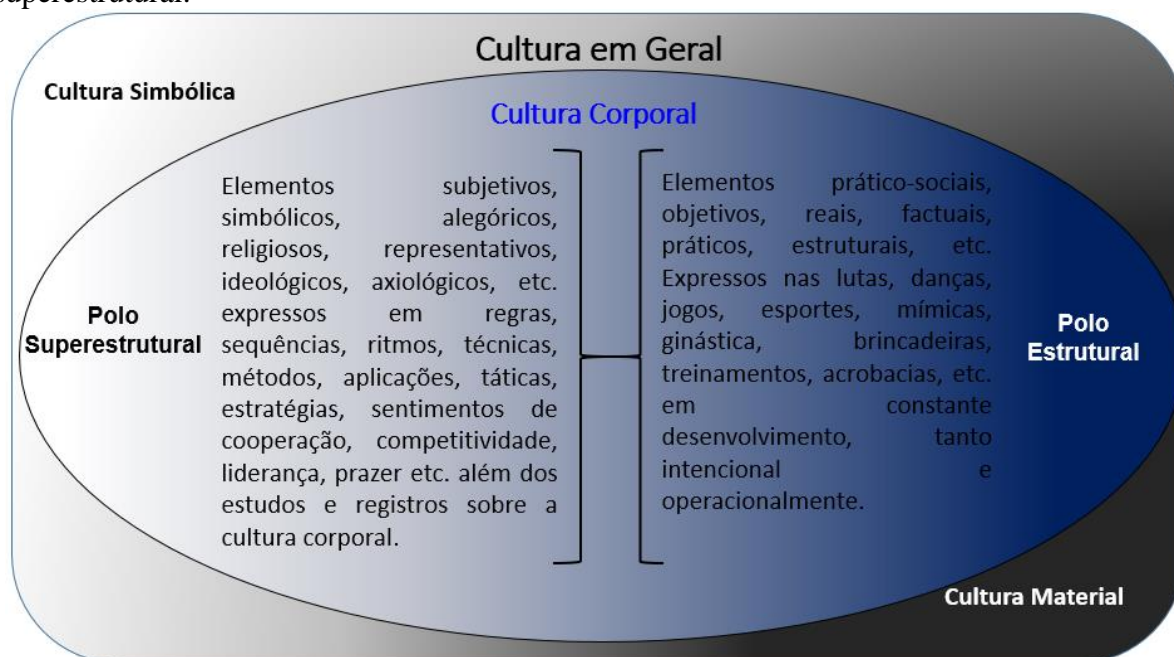 superestrutural.
Cultura em Geral
Cultura Simbólica
Cultura Corporal
Elementos subjetivos,
simbólicos, alegóricos,
religiosos, representativos,
ideológicos, axiológicos, etc.
expressos em regras,
sequências, ritmos, técnicas,
métodos, aplicações, táticas,
estratégias, sentimentos de
cooperação, competitividade,
liderança, prazer etc. além dos
estudos e registros sobre a
cultura corporal.
Elementos prático-sociais,
objetivos, reais, factuais,
práticos, estruturais, etc.
Expressos nas lutas, danças,
jogos, esportes, mímicas,
ginástica, brincadeiras,
treinamentos, acrobacias, etc.
em constante
desenvolvimento, tanto
intencional e
operacionalmente.
Polo
Superestrutural
Polo
Estrutural
Cultura Material